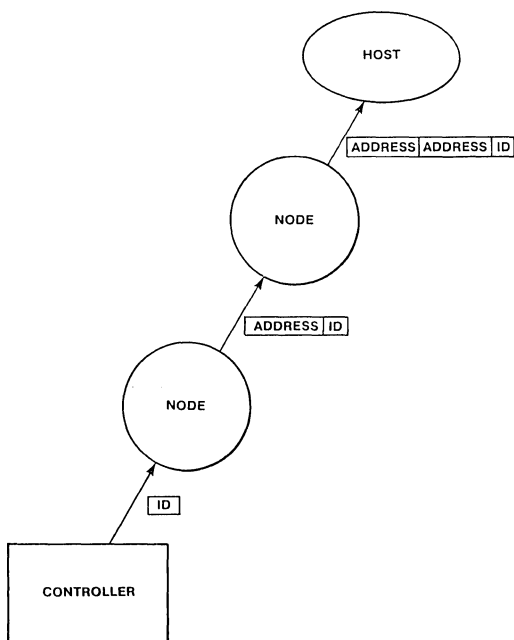 HOST
ADDRESS ADDRESS ID
NODE
ADDRESS ID
NODE
ID
CONTROLLER